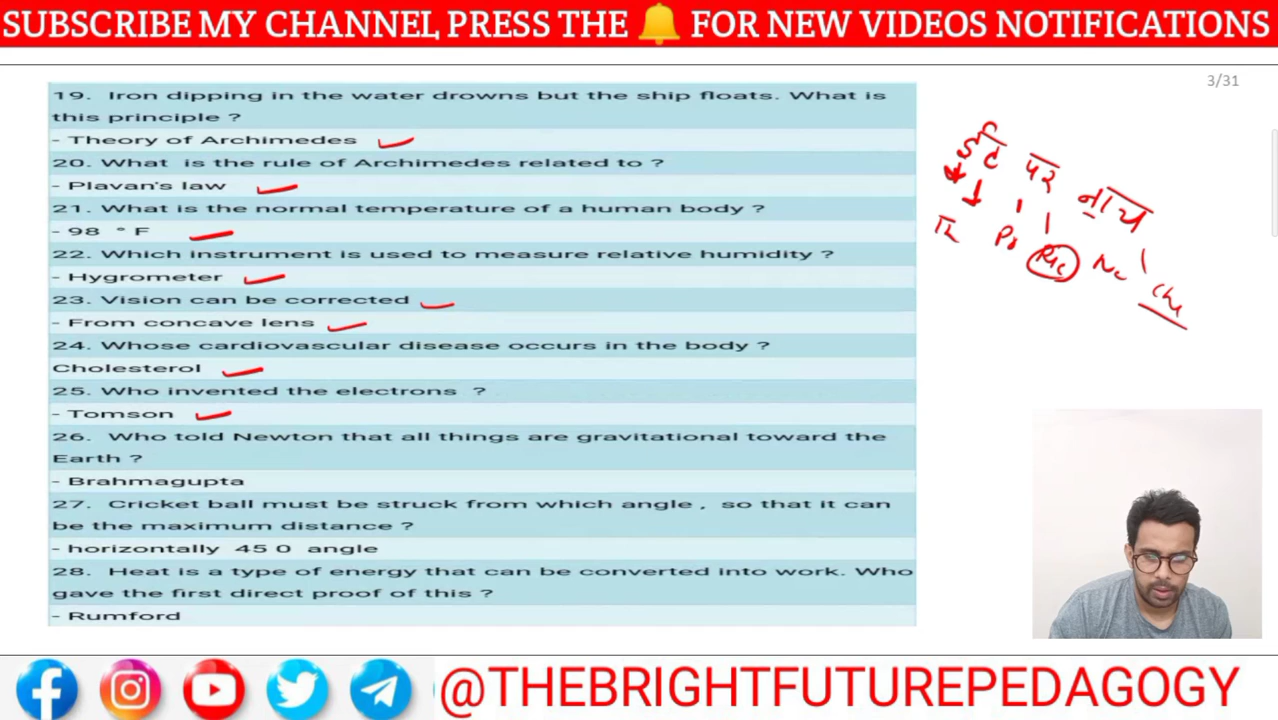 SUBSCRIBE MY CHANNEL, PRESS THE 🔔 FOR NEW VIDEOS NOTIFICATIONS
3/31
19. Iron dipping in the water drowns but the ship floats. What is
this principle ?
- Theory of Archimedes
20. What is the rule of Archimedes related to ?
- Plavan's law
21. What is the normal temperature of a human body ?
- 98 ° F
22. Which instrument is used to measure relative humidity ?
- Hygrometer
23. Vision can be corrected
- From concave lens
24. Whose cardiovascular disease occurs in the body ?
Cholesterol
25. Who invented the electrons ?
- Tomson
26. Who told Newton that all things are gravitational toward the
Earth ?
- Brahmagupta
27. Cricket ball must be struck from which angle , so that it can
be the maximum distance ?
- horizontally 45 0 angle
28. Heat is a type of energy that can be converted into work. Who
gave the first direct proof of this ?
- Rumford
पर
@THEBRIGHTFUTUREPEDAGOGY